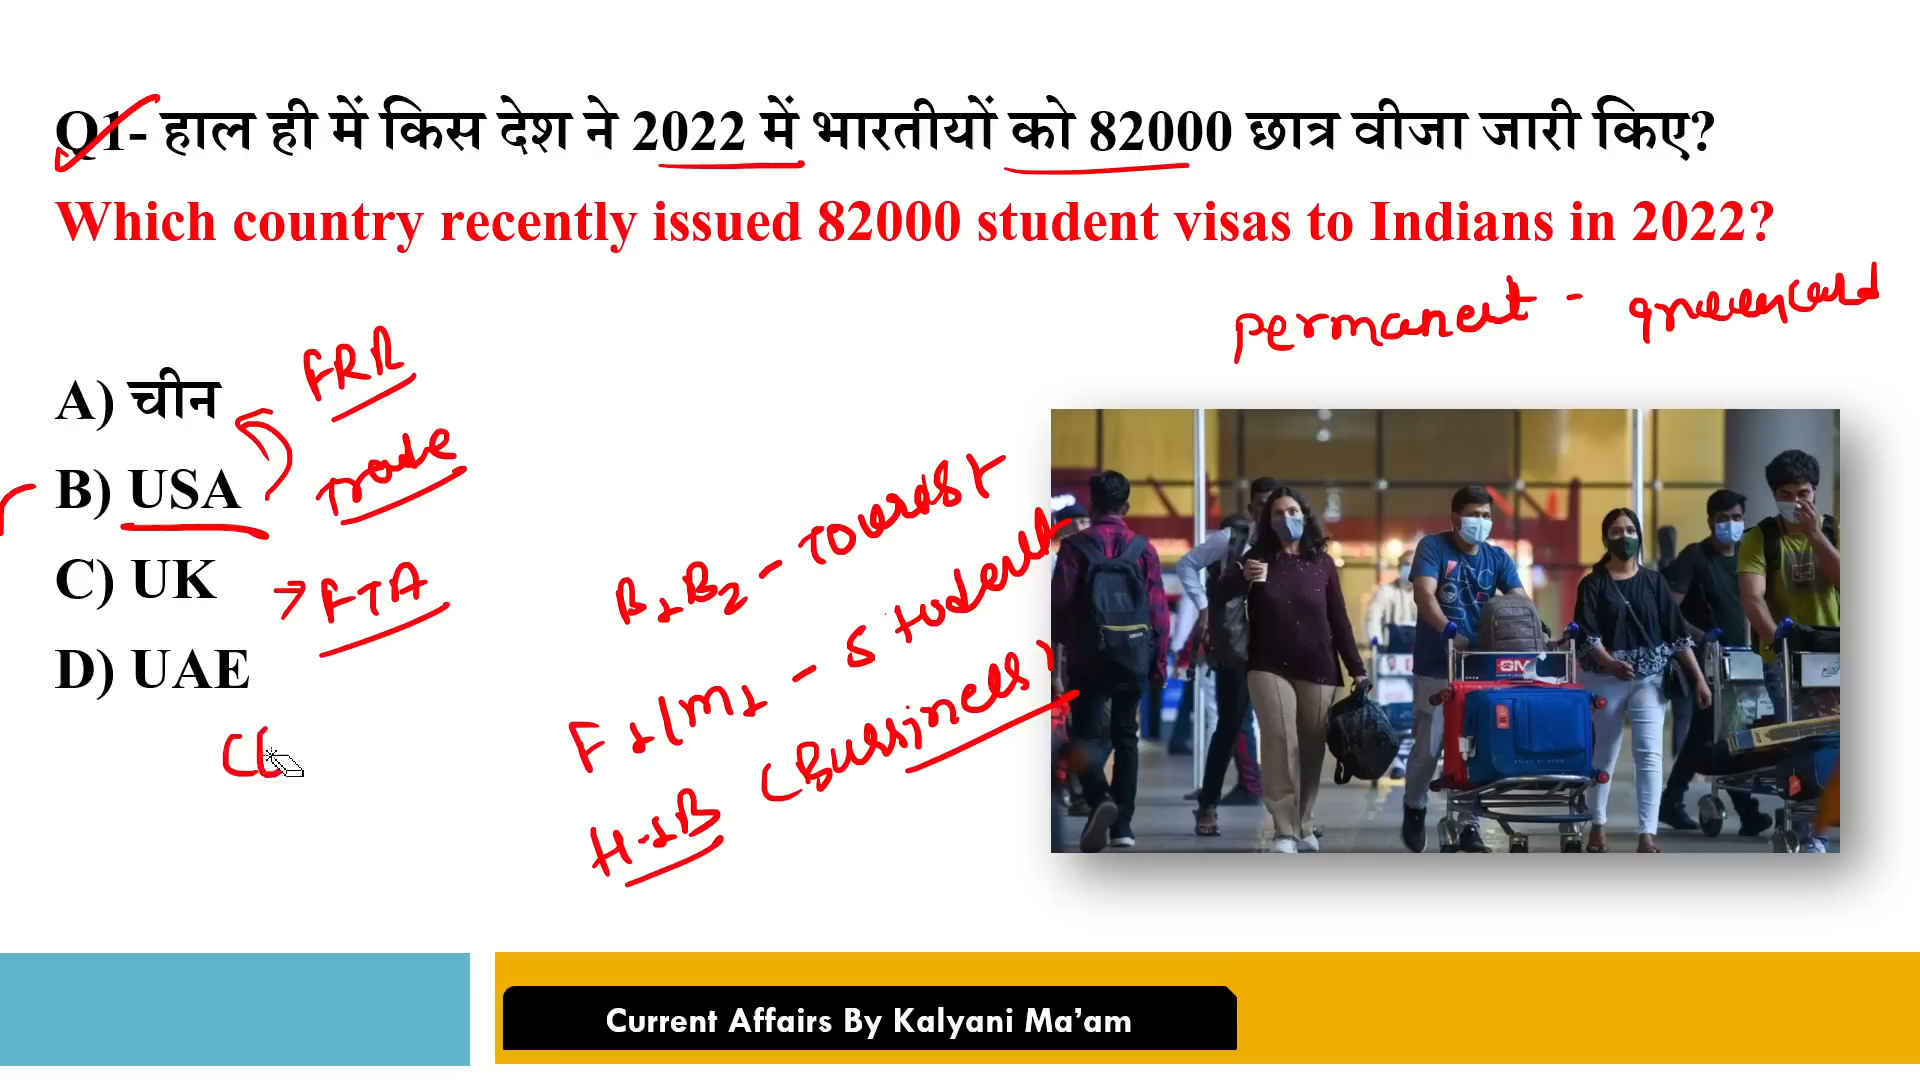 Q1- हाल ही में किस देश ने 2022 में भारतीयों को 82000 छात्र वीजा जारी किए?
Which country recently issued 82000 student visas to Indians in 2022?
permanent - greencard
A) चीन
FRR
B) USA
Trade
C) UK
→ FTA
D) UAE
B1B2 - Tourist
F1/M1 - Student
H-1B (Bussiness)
Current Affairs By Kalyani Ma’am